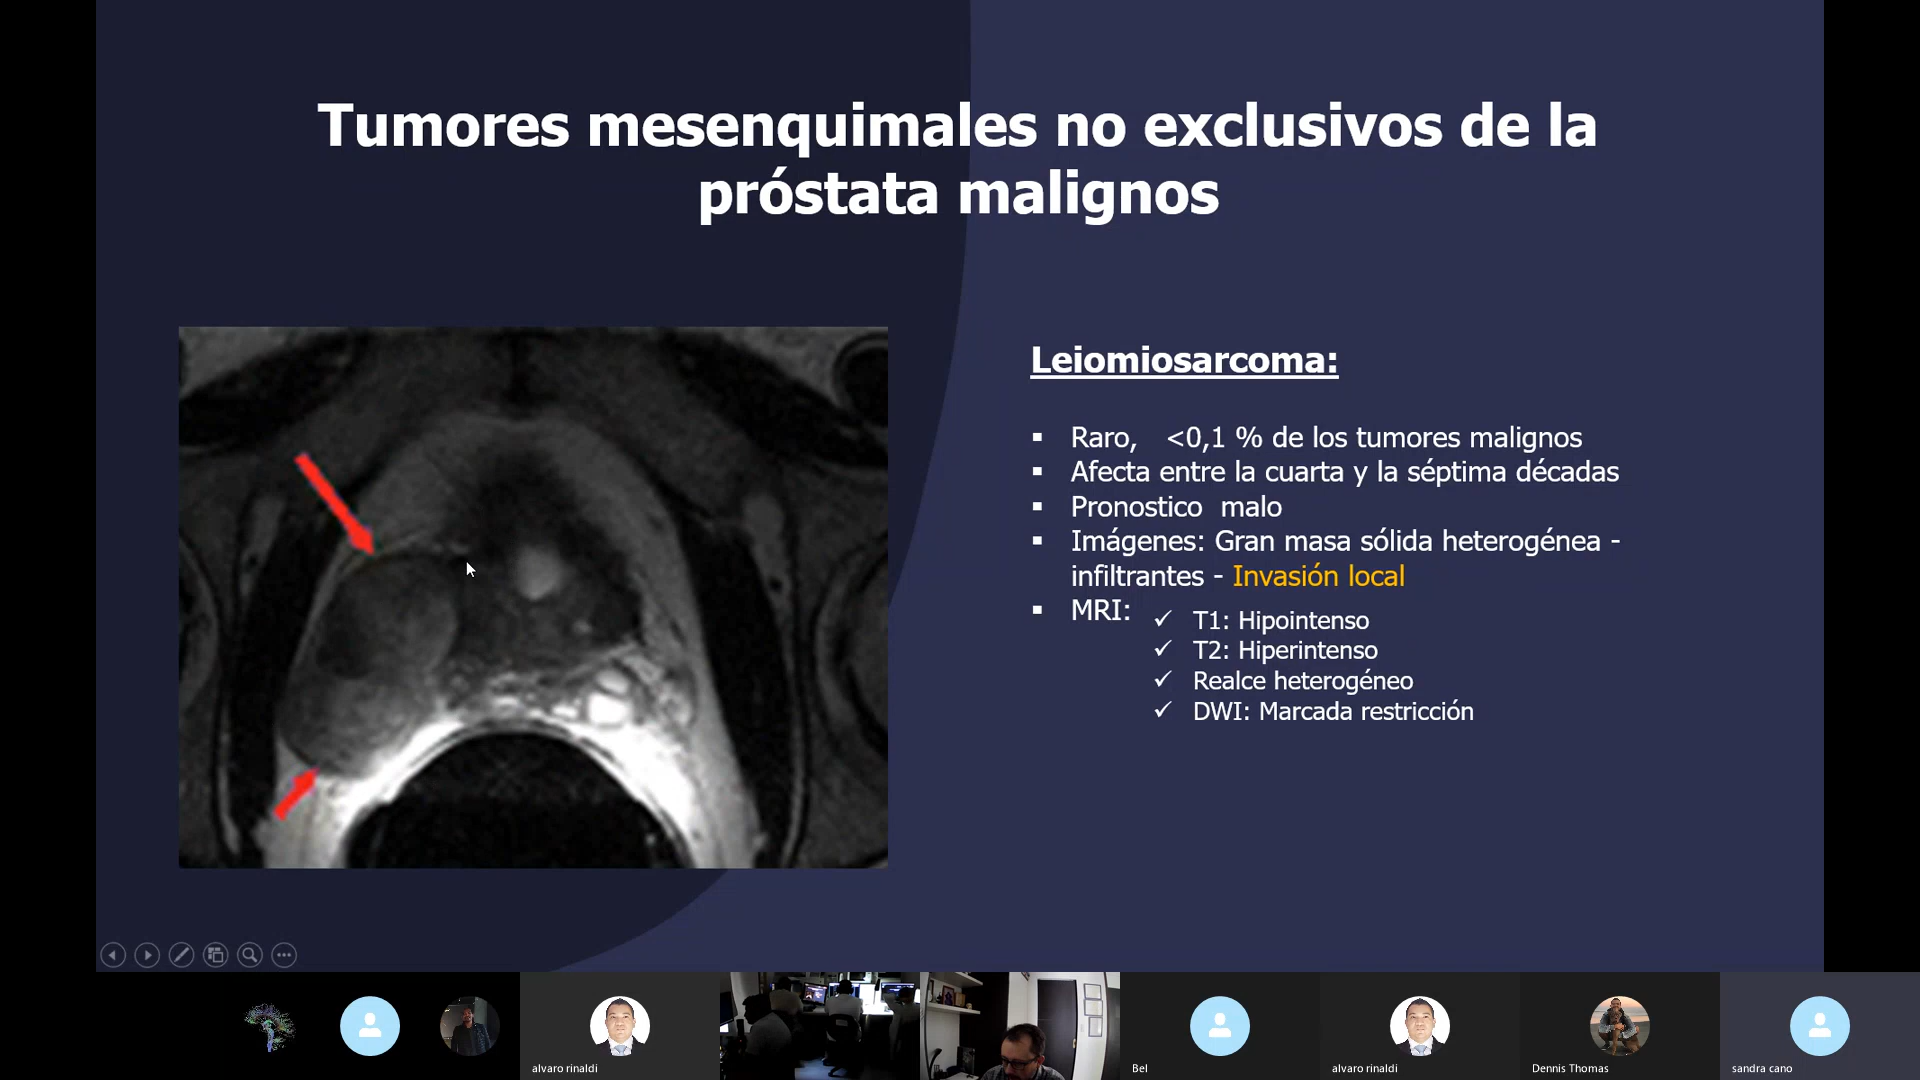 Tumores mesenquimales no exclusivos de la
próstata malignos
Leiomiosarcoma:
▪ Raro, <0,1 % de los tumores malignos
▪ Afecta entre la cuarta y la séptima décadas
▪ Pronostico malo
▪ Imágenes: Gran masa sólida heterogénea -
infiltrantes - Invasión local
▪ MRI:
✓ T1: Hipointenso
✓ T2: Hiperintenso
✓ Realce heterogéneo
✓ DWI: Marcada restricción
alvaro rinaldi
Bel
alvaro rinaldi
Dennis Thomas
sandra cano